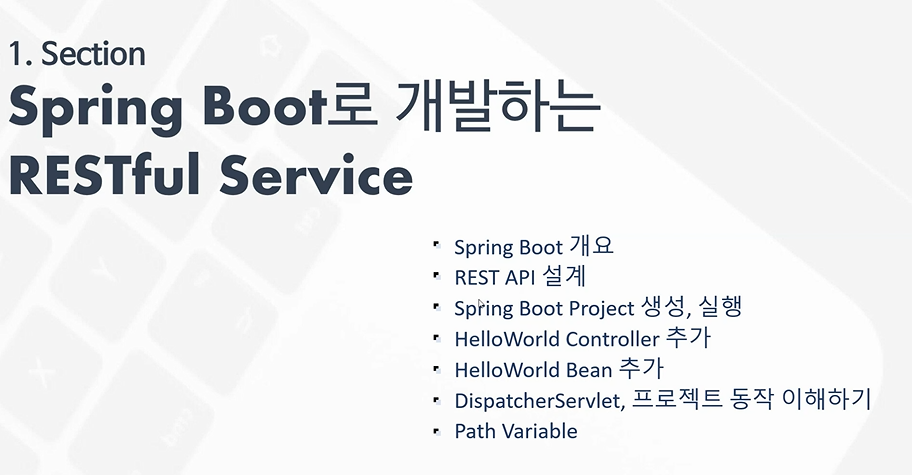 1. Section
Spring Boot로 개발하는
RESTful Service
Spring Boot 개요
REST API 설계
Spring Boot Project 생성, 실행
HelloWorld Controller 추가
HelloWorld Bean 추가
DispatcherServlet, 프로젝트 동작 이해하기
Path Variable